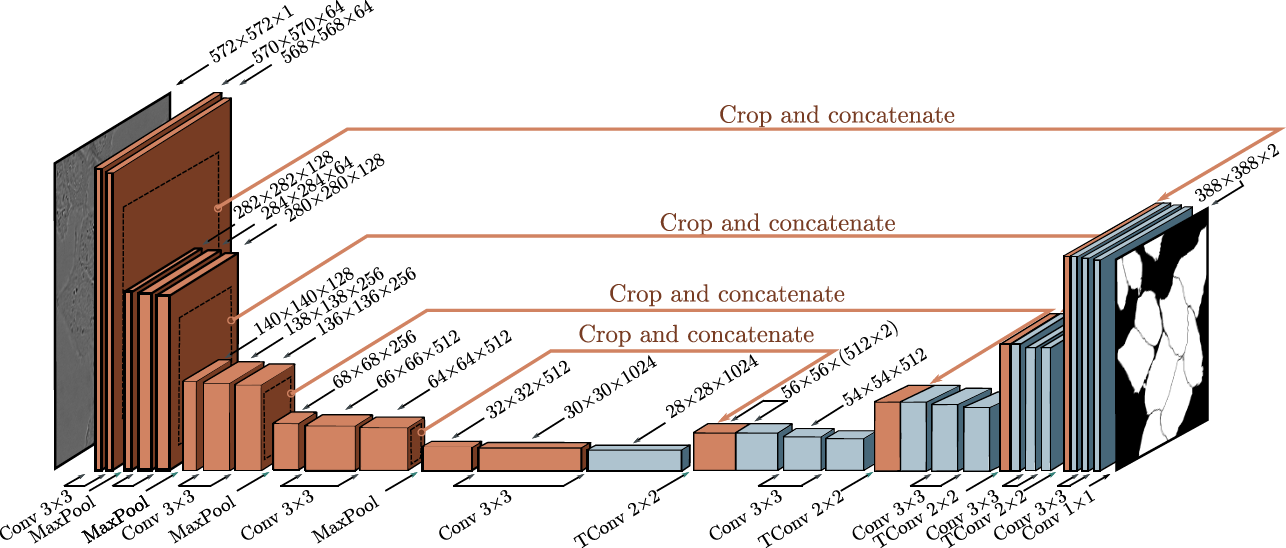 572×572×1
570×570×64
568×568×64
Crop and concatenate
282×282×128
284×284×64
280×280×128
388×388×2
Crop and concatenate
140×140×128
138×138×256
136×136×256
Crop and concatenate
68×68×256
66×66×512
64×64×512
Crop and concatenate
32×32×512
30×30×1024
28×28×1024
56×56×(512×2)
54×54×512
Conv 3×3
MaxPool
MaxPool
Conv 3×3
MaxPool
Conv 3×3
MaxPool
Conv 3×3
TConv 2×2
Conv 3×3
TConv 2×2
Conv 3×3
TConv 2×2
Conv 3×3
TConv 2×2
Conv 3×3
Conv 1×1